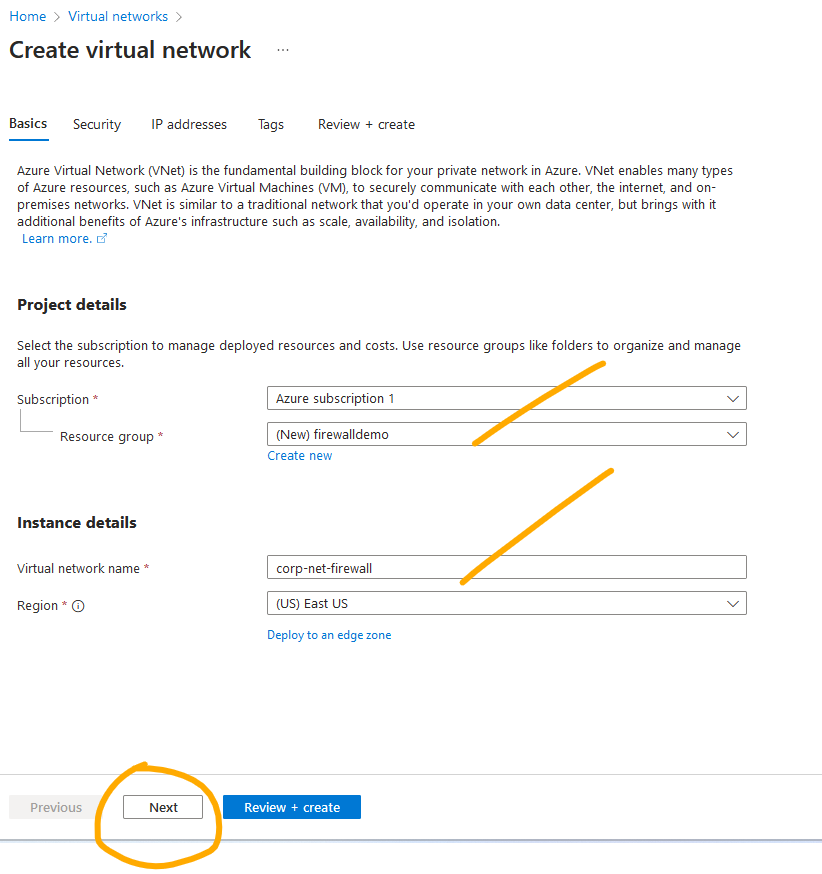 Home > Virtual networks >
Create virtual network ...
Basics Security IP addresses Tags Review + create
Azure Virtual Network (VNet) is the fundamental building block for your private network in Azure. VNet enables many types
of Azure resources, such as Azure Virtual Machines (VM), to securely communicate with each other, the internet, and on-
premises networks. VNet is similar to a traditional network that you'd operate in your own data center, but brings with it
additional benefits of Azure's infrastructure such as scale, availability, and isolation.
Learn more.
Project details
Select the subscription to manage deployed resources and costs. Use resource groups like folders to organize and manage
all your resources.
Subscription * Azure subscription 1
Resource group * (New) firewalldemo
Create new
Instance details
Virtual network name * corp-net-firewall
Region * (US) East US
Deploy to an edge zone
Previous Next Review + create